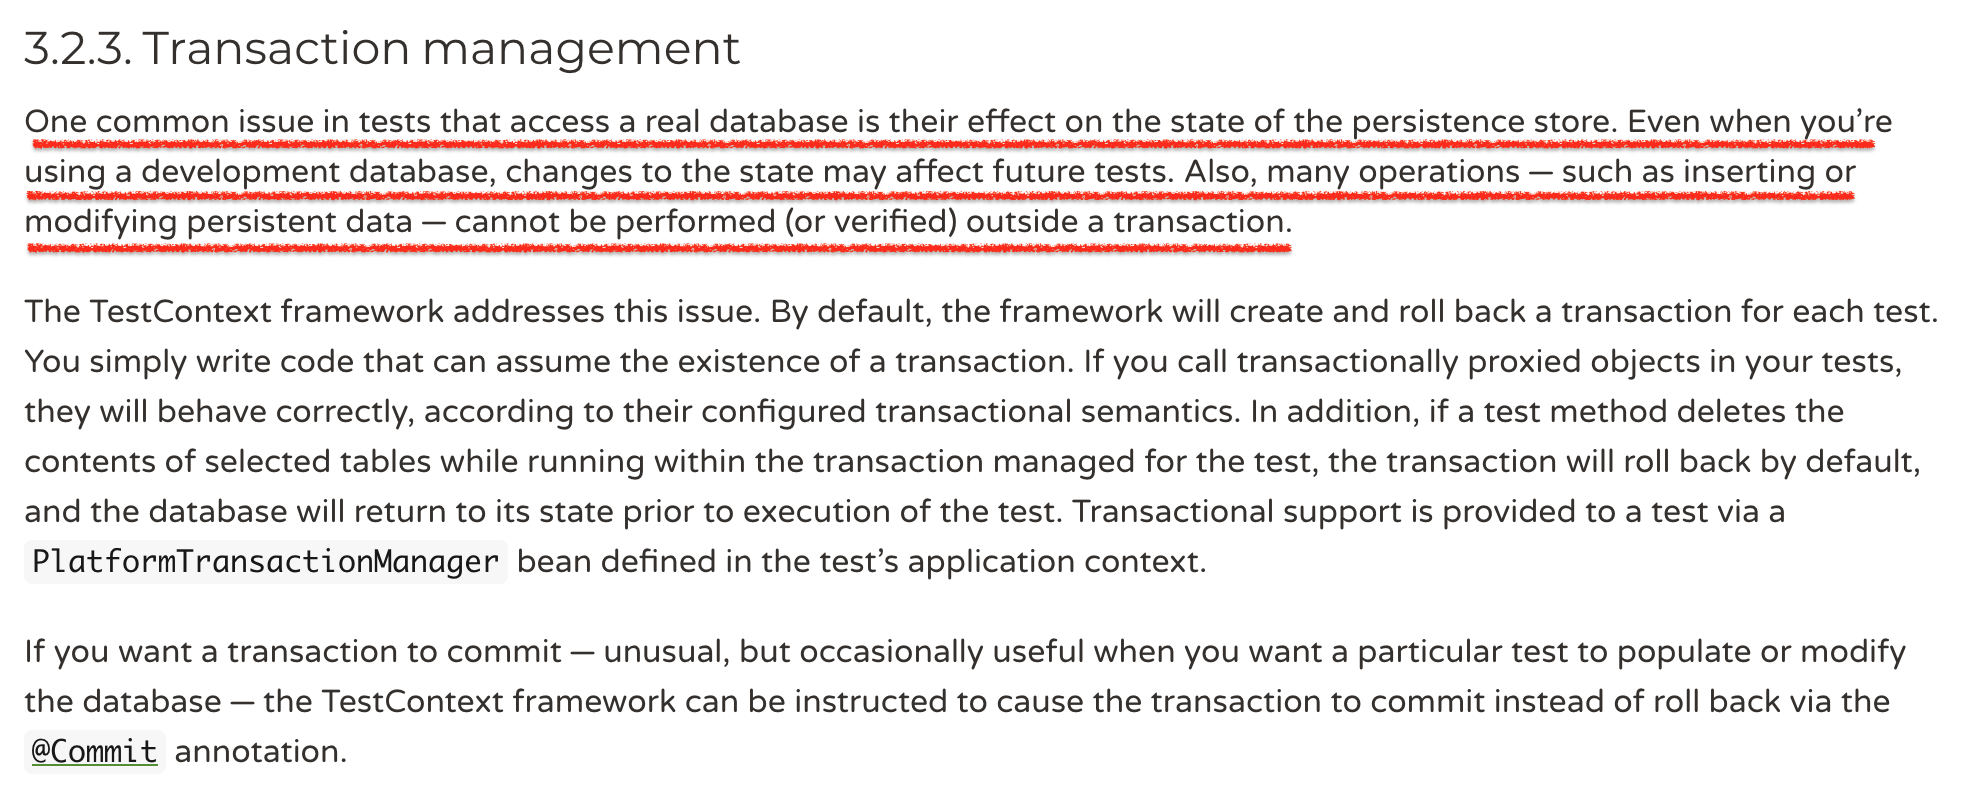 3.2.3. Transaction management
One common issue in tests that access a real database is their effect on the state of the persistence store. Even when you’re
using a development database, changes to the state may affect future tests. Also, many operations — such as inserting or
modifying persistent data — cannot be performed (or verified) outside a transaction.
The TestContext framework addresses this issue. By default, the framework will create and roll back a transaction for each test.
You simply write code that can assume the existence of a transaction. If you call transactionally proxied objects in your tests,
they will behave correctly, according to their configured transactional semantics. In addition, if a test method deletes the
contents of selected tables while running within the transaction managed for the test, the transaction will roll back by default,
and the database will return to its state prior to execution of the test. Transactional support is provided to a test via a
PlatformTransactionManager bean defined in the test’s application context.
If you want a transaction to commit — unusual, but occasionally useful when you want a particular test to populate or modify
the database — the TestContext framework can be instructed to cause the transaction to commit instead of roll back via the
@Commit annotation.